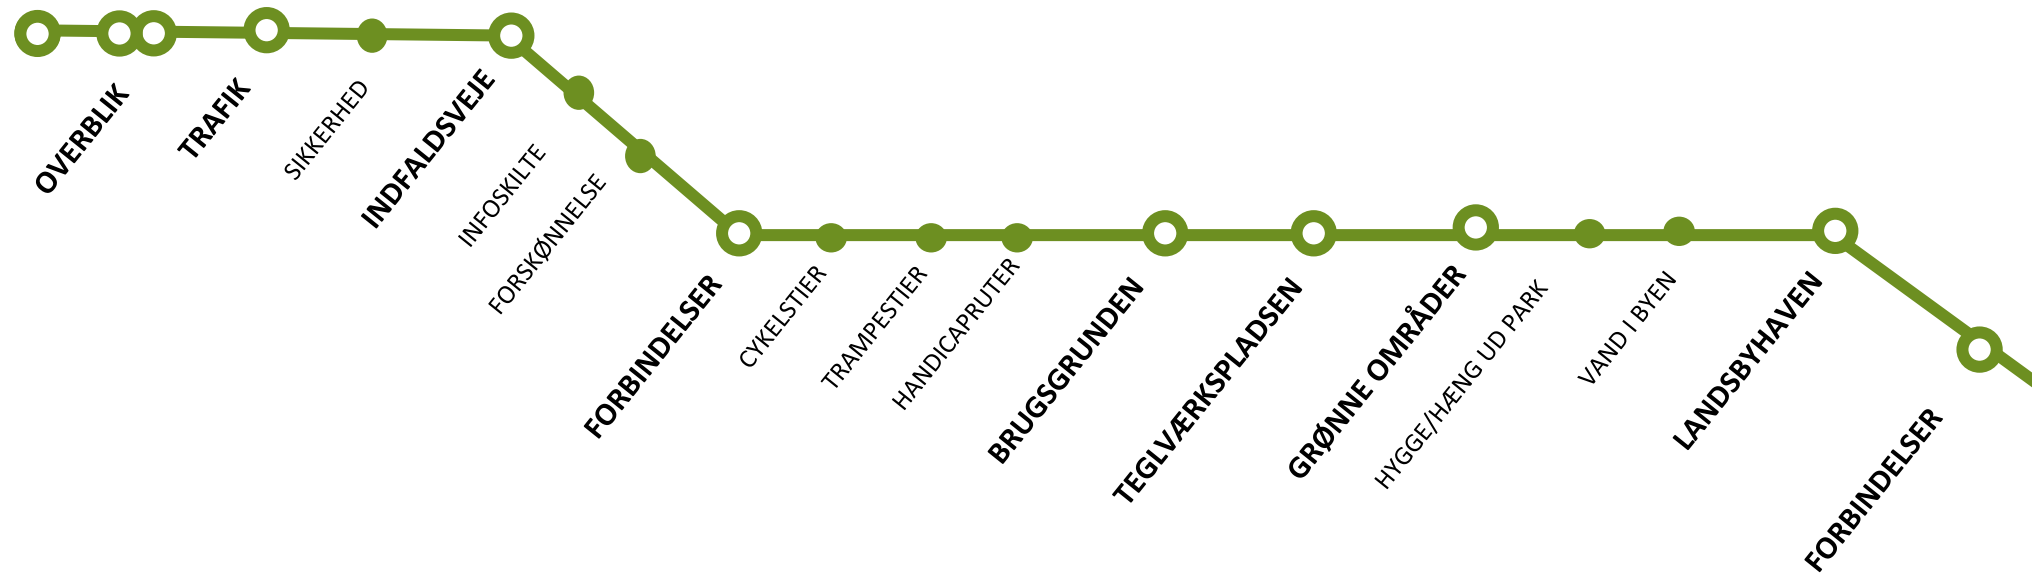 OVERBLIK
TRAFIK
SIKKERHED
INDFALDSVEJE
INFOSKILTE
FORSKØNNELSE
FORBINDELSER
CYKELSTIER
TRAMPESTIER
HANDICAPRUTER
BRUGSGRUNDEN
TEGLVÆRKSPLADSEN
GRØNNE OMRÅDER
HYGGE/HÆNG UD PARK
VAND I BYEN
LANDSBYHAVEN
FORBINDELSER